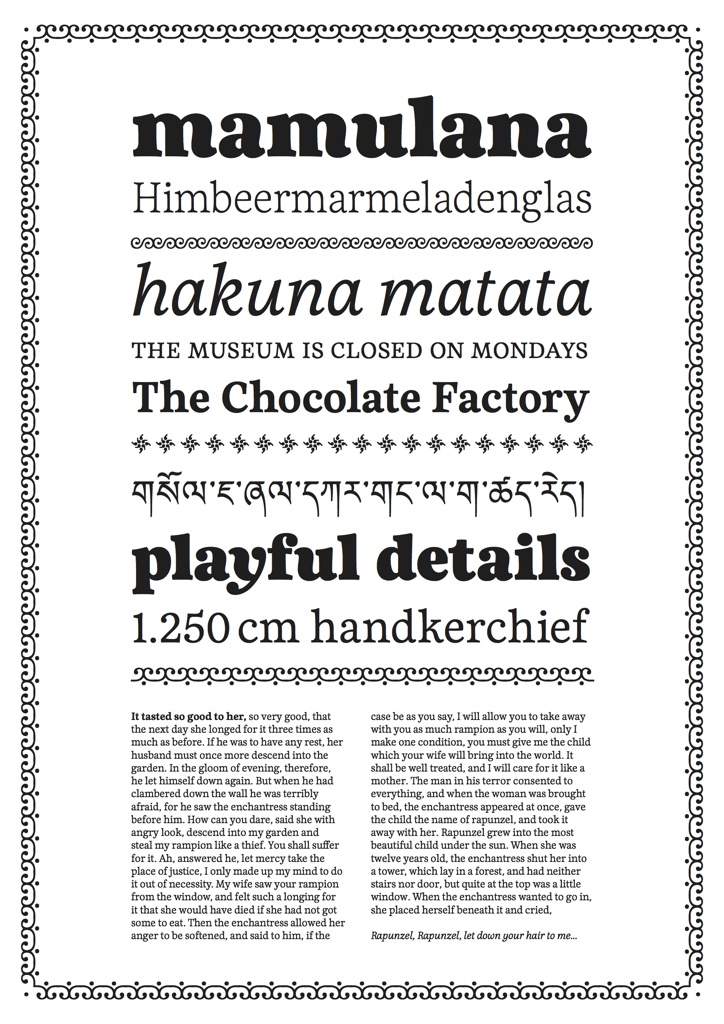 mamulana
Himbeermarmeladenglas
hakuna matata
THE MUSEUM IS CLOSED ON MONDAYS
The Chocolate Factory
གསོལ་ཇ་ཞལ་དཀར་གང་ལ་ག་ཚད་རེད།
playful details
1.250 cm handkerchief
It tasted so good to her, so very good, that
the next day she longed for it three times as
much as before. If he was to have any rest, her
husband must once more descend into the
garden. In the gloom of evening, therefore,
he let himself down again. But when he had
clambered down the wall he was terribly
afraid, for he saw the enchantress standing
before him. How can you dare, said she with
angry look, descend into my garden and
steal my rampion like a thief. You shall suffer
for it. Ah, answered he, let mercy take the
place of justice, I only made up my mind to do
it out of necessity. My wife saw your rampion
from the window, and felt such a longing for
it that she would have died if she had not got
some to eat. Then the enchantress allowed her
anger to be softened, and said to him, if the
case be as you say, I will allow you to take away
with you as much rampion as you will, only I
make one condition, you must give me the child
which your wife will bring into the world. It
shall be well treated, and I will care for it like a
mother. The man in his terror consented to
everything, and when the woman was brought
to bed, the enchantress appeared at once, gave
the child the name of rapunzel, and took it
away with her. Rapunzel grew into the most
beautiful child under the sun. When she was
twelve years old, the enchantress shut her into
a tower, which lay in a forest, and had neither
stairs nor door, but quite at the top was a little
window. When the enchantress wanted to go in,
she placed herself beneath it and cried,
Rapunzel, Rapunzel, let down your hair to me...